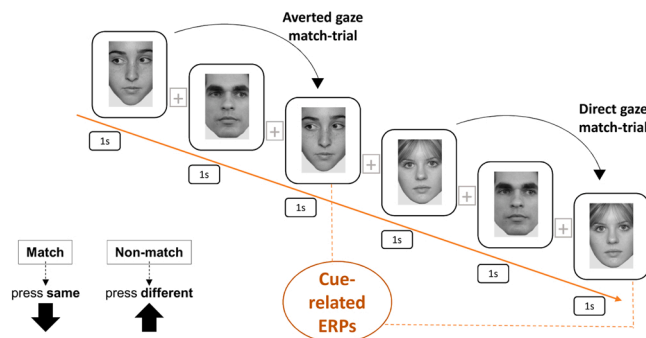 Averted gaze
match-trial
Direct gaze
match-trial
+
+
+
+
+
1s
1s
1s
1s
1s
1s
Match
Non-match
press same
press different
Cue-
related
ERPs